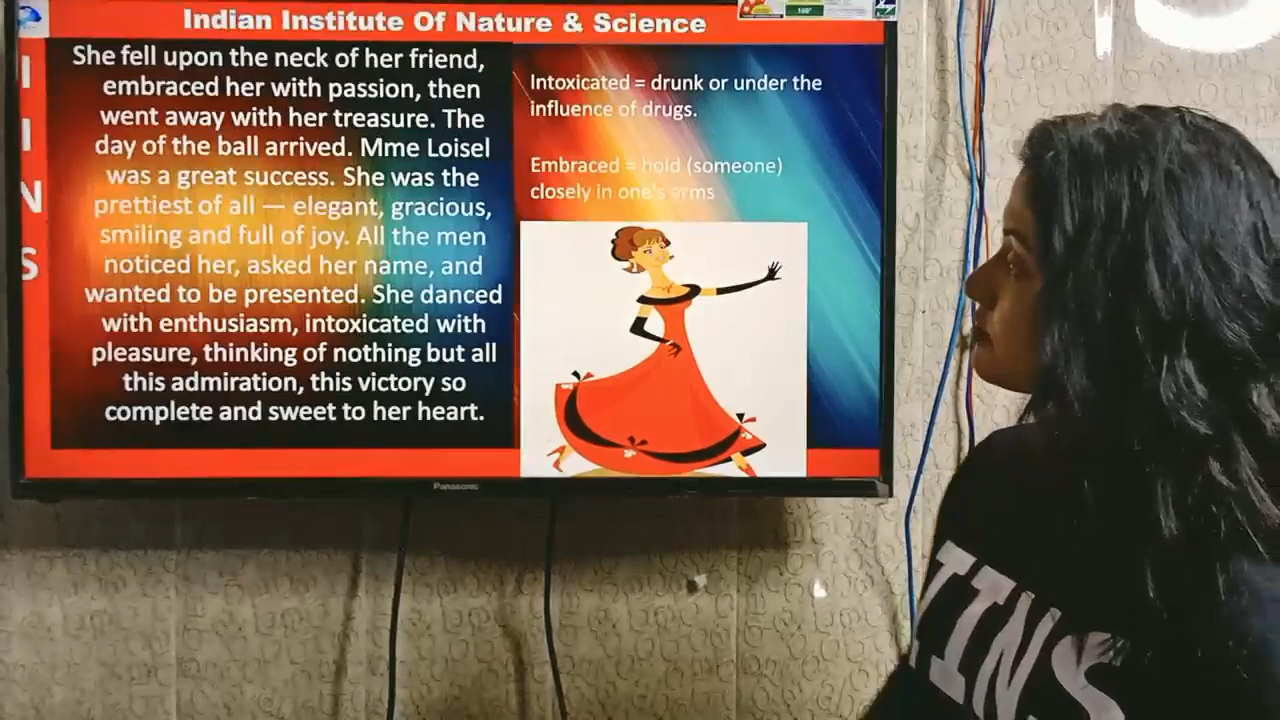 Indian Institute Of Nature & Science
I
I
N
S
She fell upon the neck of her friend,
embraced her with passion, then
went away with her treasure. The
day of the ball arrived. Mme Loisel
was a great success. She was the
prettiest of all — elegant, gracious,
smiling and full of joy. All the men
noticed her, asked her name, and
wanted to be presented. She danced
with enthusiasm, intoxicated with
pleasure, thinking of nothing but all
this admiration, this victory so
complete and sweet to her heart.
Intoxicated = drunk or under the
influence of drugs.
Embraced = hold (someone)
closely in one's arms
Panasonic
IINS